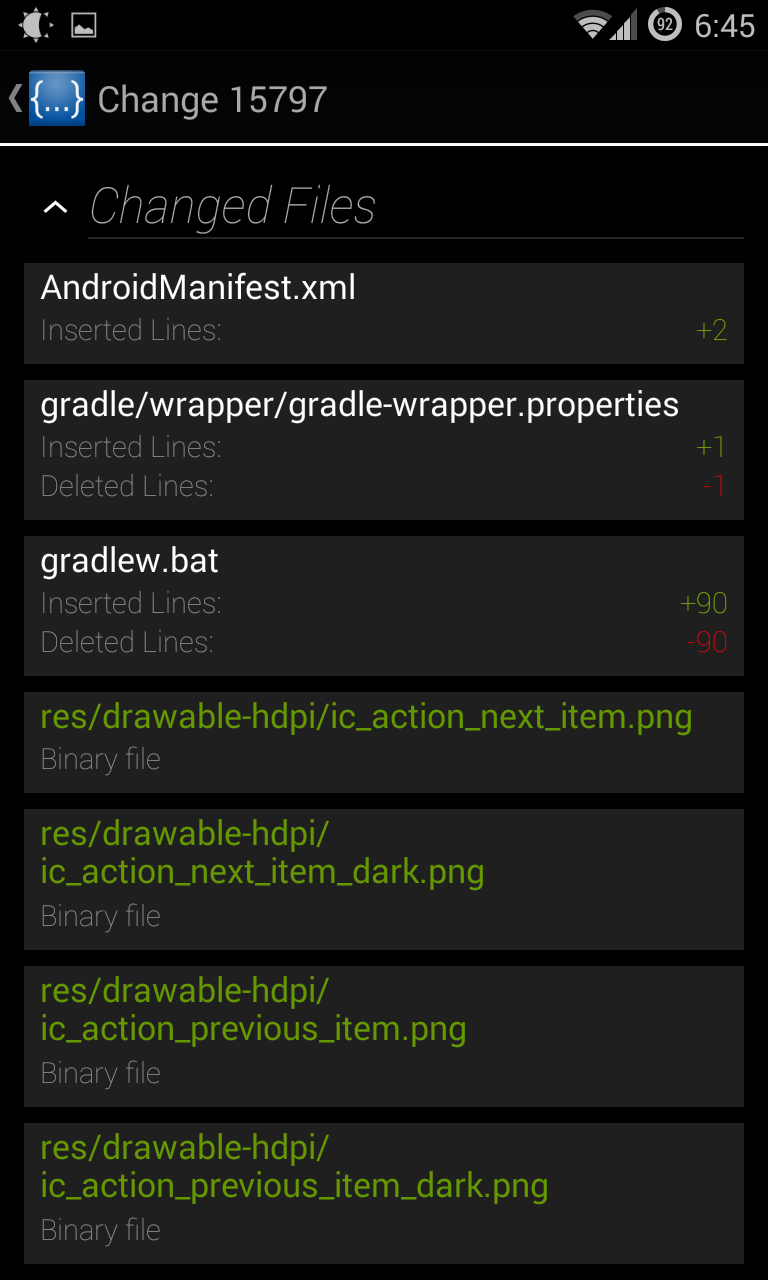 92 6:45
{...} Change 15797
Changed Files
AndroidManifest.xml
Inserted Lines: +2
gradle/wrapper/gradle-wrapper.properties
Inserted Lines: +1
Deleted Lines: -1
gradlew.bat
Inserted Lines: +90
Deleted Lines: -90
res/drawable-hdpi/ic_action_next_item.png
Binary file
res/drawable-hdpi/
ic_action_next_item_dark.png
Binary file
res/drawable-hdpi/
ic_action_previous_item.png
Binary file
res/drawable-hdpi/
ic_action_previous_item_dark.png
Binary file